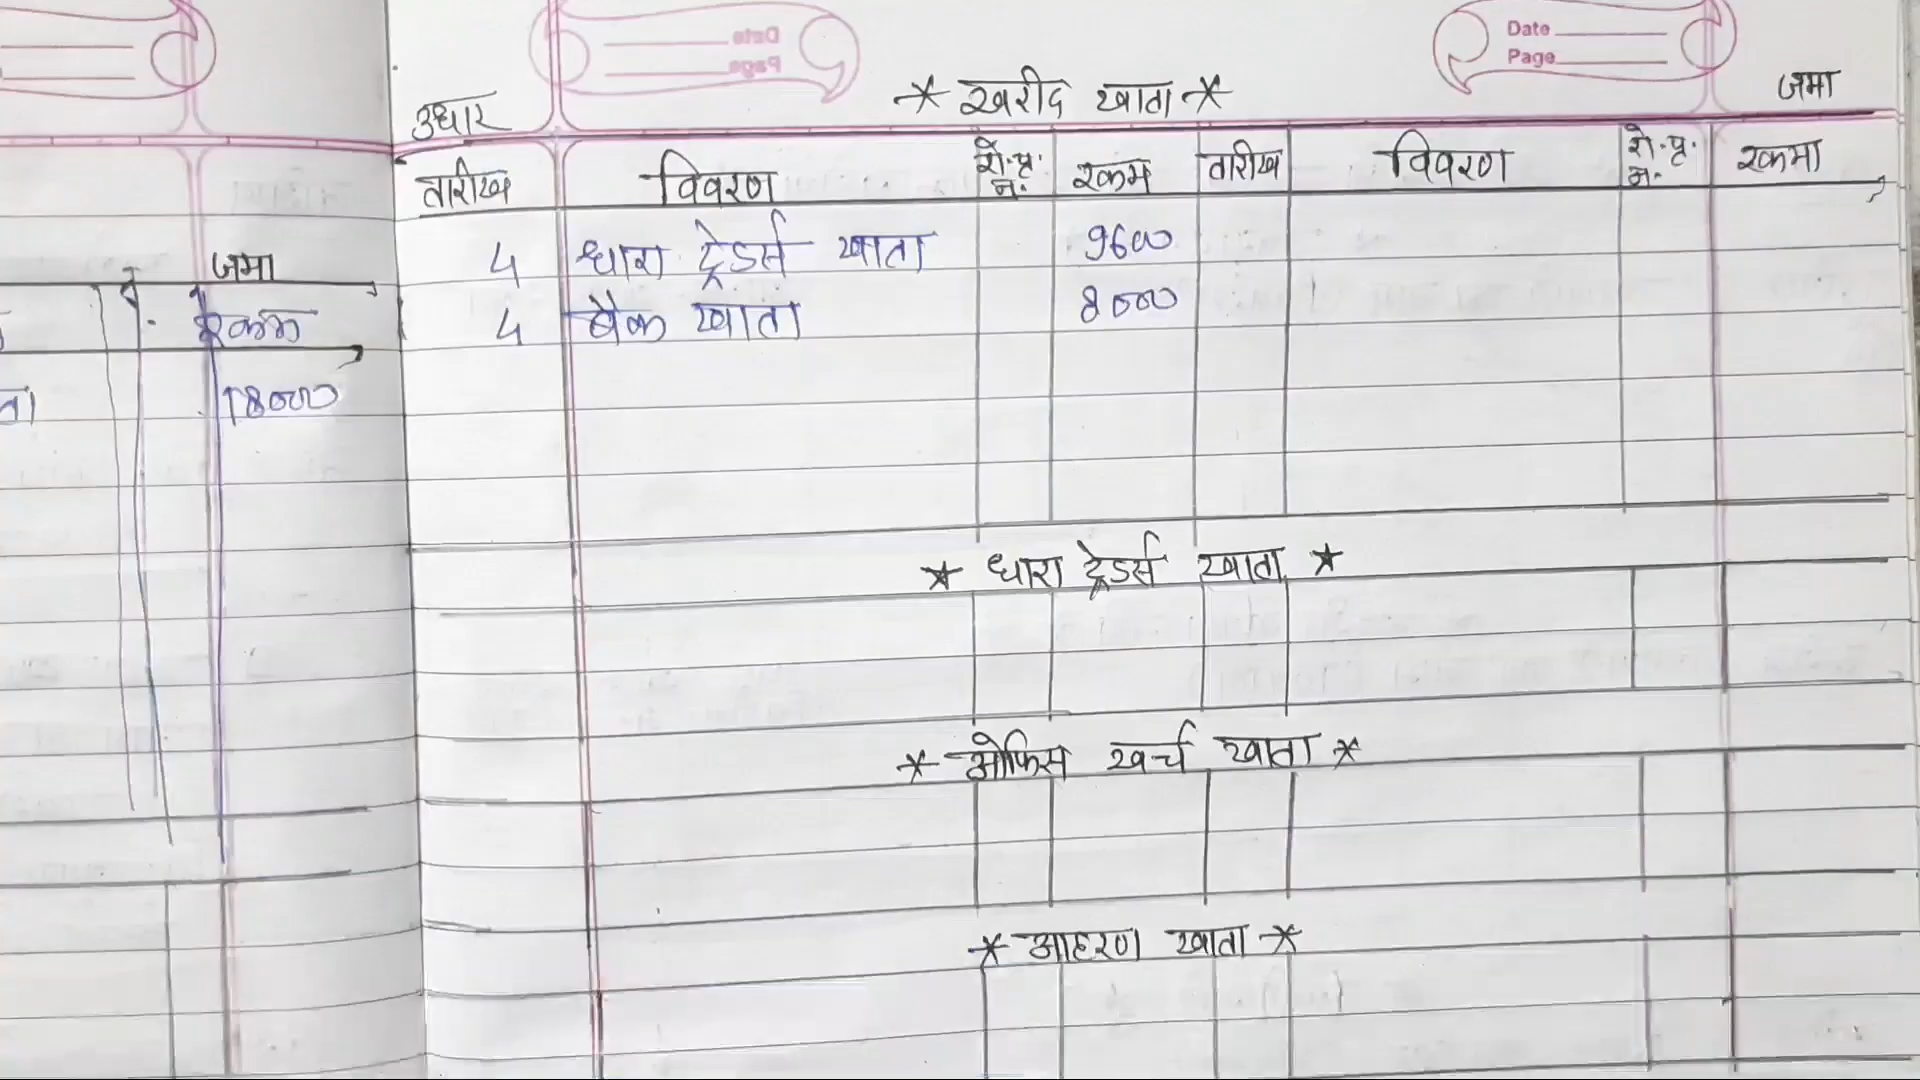 Date
Page
* खरीद खाता *
उधार
जमा
तारीख विवरण रो.पृ.न. रकम तारीख विवरण रो.पृ.न. रकम
4 धारा ट्रेडर्स खाता 9600
4 बैंक खाता 8000
* धारा ट्रेडर्स खाता *
* ओफिस खर्च खाता *
* आहरण खाता *
जमा
रकम
18000